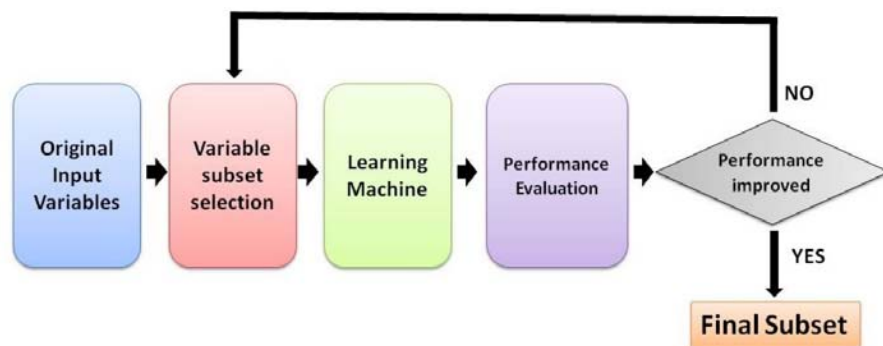 Original
Input
Variables
Variable
subset
selection
Learning
Machine
Performance
Evaluation
Performance
improved
NO
YES
Final Subset